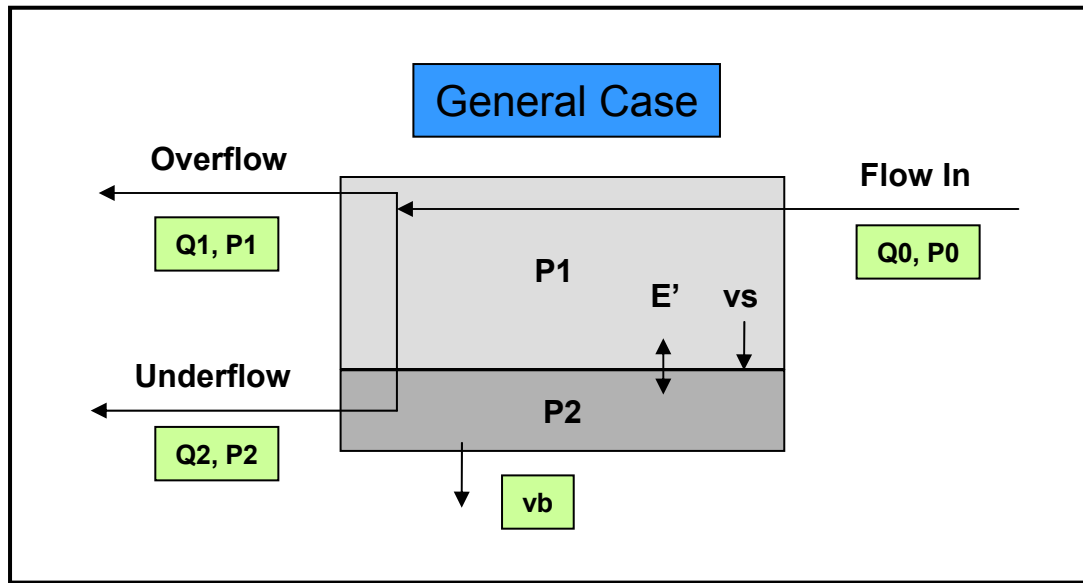 General Case
Overflow
Flow In
Q1, P1
Q0, P0
P1
E’
vs
Underflow
P2
Q2, P2
vb